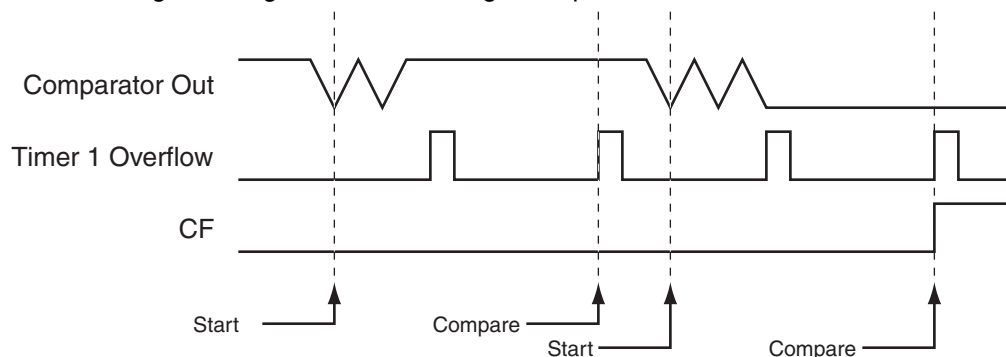 Comparator Out
Timer 1 Overflow
CF
Start
Compare
Start
Compare